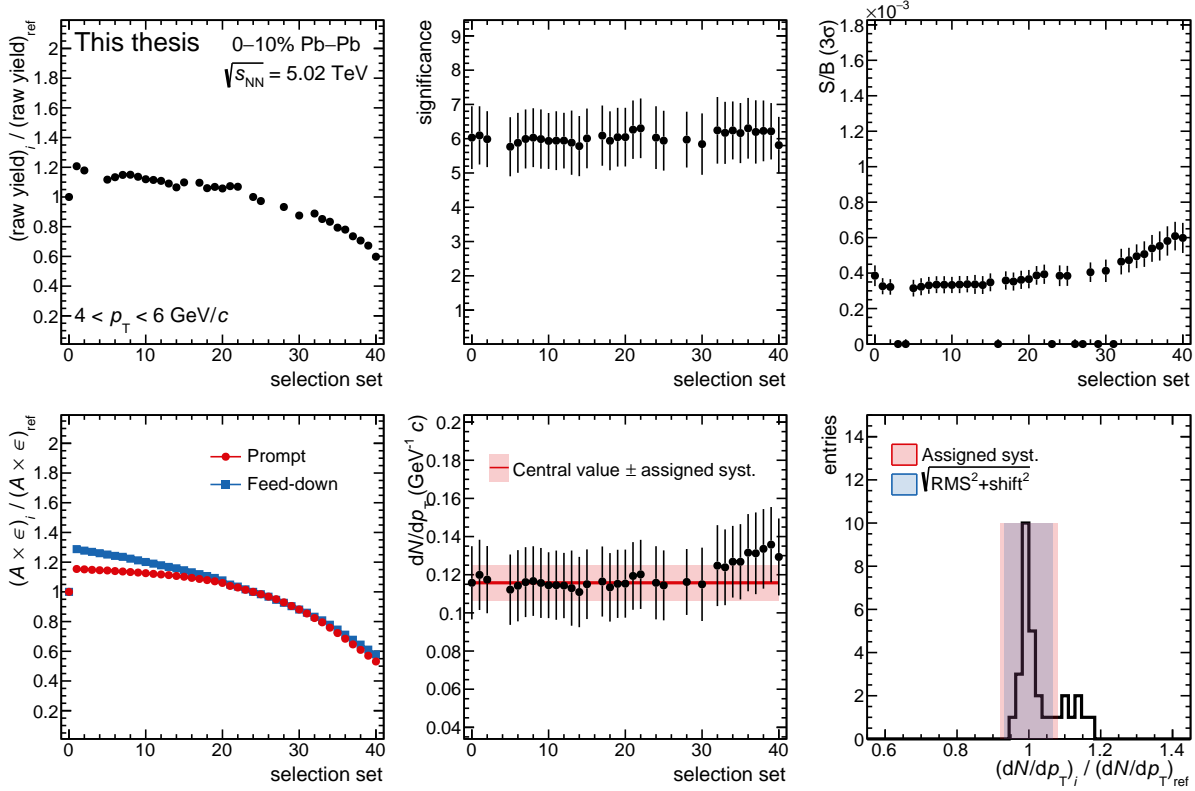 (raw yield)i / (raw yield)ref
This thesis
0–10% Pb–Pb
√sNN = 5.02 TeV
4 < pT < 6 GeV/c
2
1.8
1.6
1.4
1.2
1
0.8
0.6
0.4
0.2
0 10 20 30 40
selection set
significance
9
8
7
6
5
4
3
2
1
0 10 20 30 40
selection set
S/B (3σ)
×10−3
1.8
1.6
1.4
1.2
1
0.8
0.6
0.4
0.2
0
0 10 20 30 40
selection set
(A × ϵ)i / (A × ϵ)ref
Prompt
Feed-down
2
1.8
1.6
1.4
1.2
1
0.8
0.6
0.4
0.2
0 10 20 30 40
selection set
dN/dpT (GeV−1 c)
Central value ± assigned syst.
0.2
0.18
0.16
0.14
0.12
0.1
0.08
0.06
0.04
0 10 20 30 40
selection set
entries
Assigned syst.
√RMS2+shift2
14
12
10
8
6
4
2
0
0.6 0.8 1 1.2 1.4
(dN/dpT)i / (dN/dpT)ref